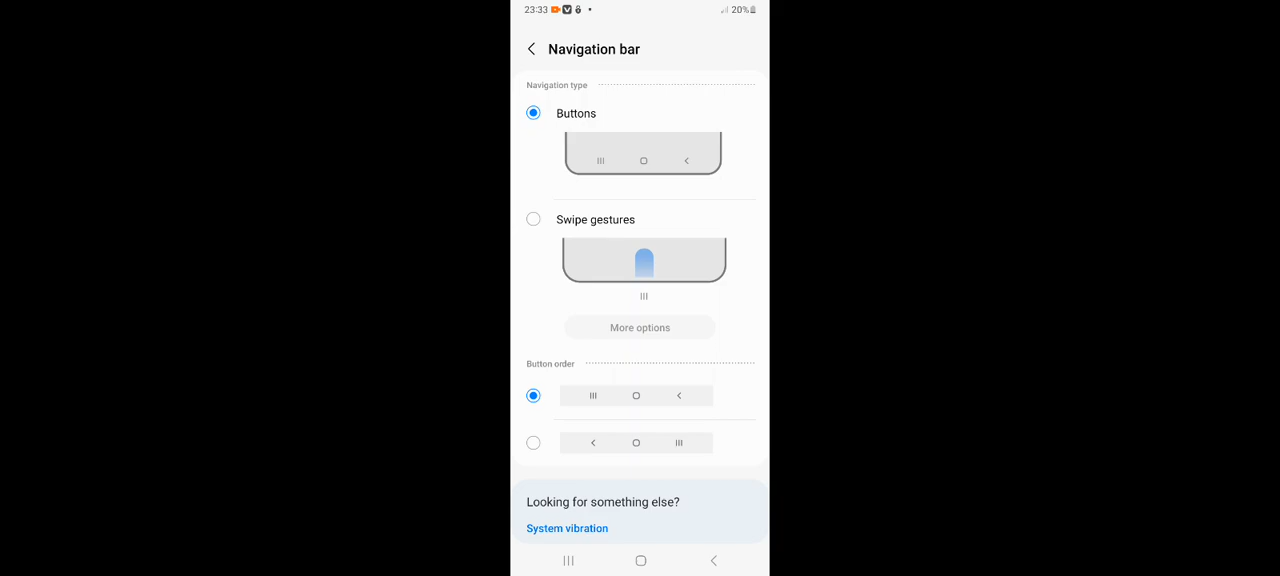 23:33
20%
Navigation bar
Navigation type
Buttons
Swipe gestures
More options
Button order
Looking for something else?
System vibration